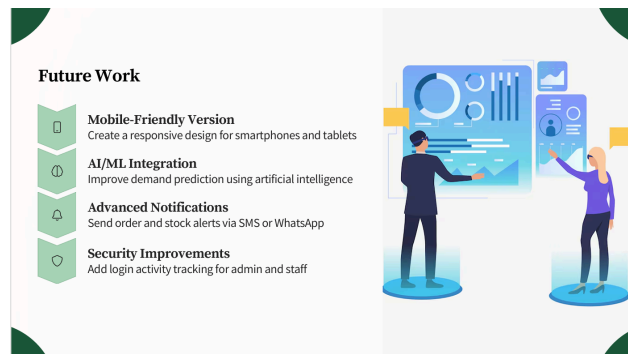 Future Work
Mobile-Friendly Version
Create a responsive design for smartphones and tablets
AI/ML Integration
Improve demand prediction using artificial intelligence
Advanced Notifications
Send order and stock alerts via SMS or WhatsApp
Security Improvements
Add login activity tracking for admin and staff